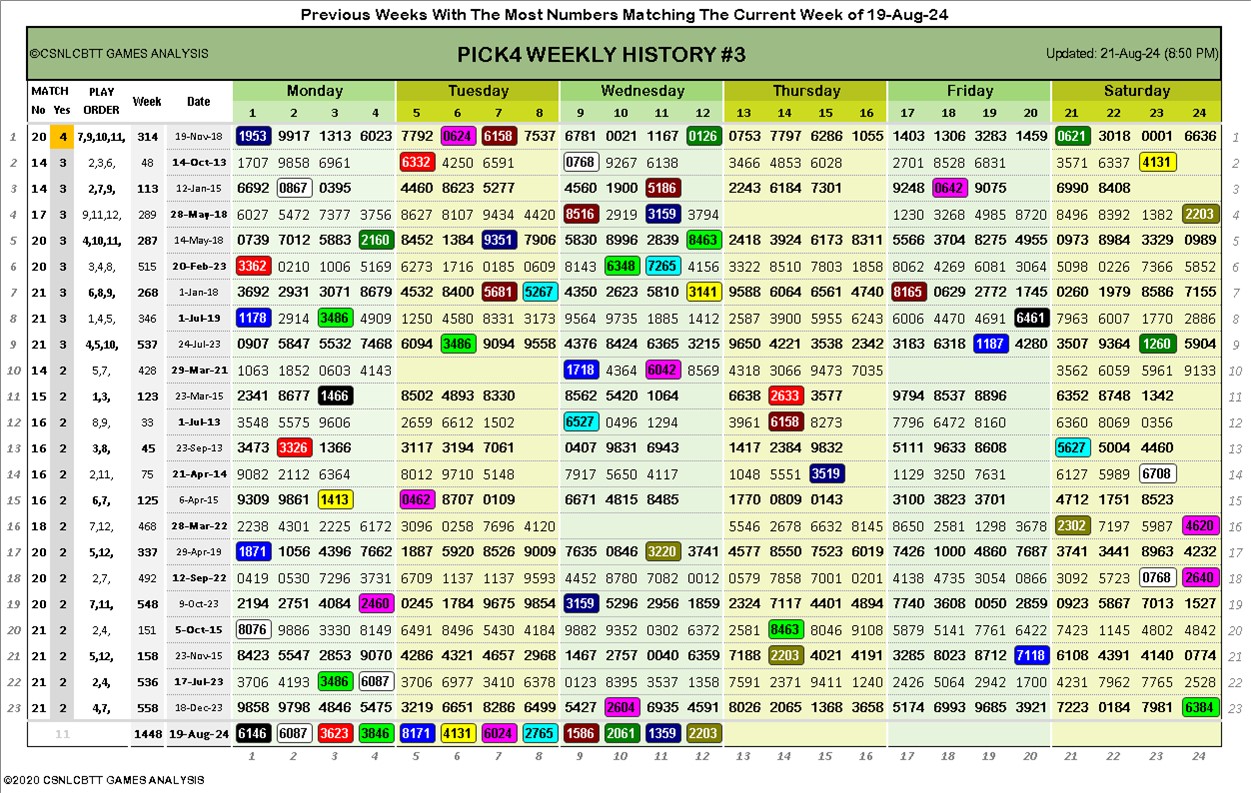 Previous Weeks With The Most Numbers Matching The Current Week of 19-Aug-24
©CSNLCBTT GAMES ANALYSIS PICK4 WEEKLY HISTORY #3 Updated: 21-Aug-24 (8:50 PM)
MATCH PLAY Week Date Monday Tuesday Wednesday Thursday Friday Saturday
No Yes ORDER 1 2 3 4 5 6 7 8 9 10 11 12 13 14 15 16 17 18 19 20 21 22 23 24
1 20 4 7,9,10,11, 314 19-Nov-18 1953 9917 1313 6023 7792 0624 6158 7537 6781 0021 1167 0126 0753 7797 6286 1055 1403 1306 3283 1459 0621 3018 0001 6636 1
2 14 3 2,3,6, 48 14-Oct-13 1707 9858 6961 6332 4250 6591 0768 9267 6138 3466 4853 6028 2701 8528 6831 3571 6337 4131 2
3 14 3 2,7,9, 113 12-Jan-15 6692 0867 0395 4460 8623 5277 4560 1900 5186 2243 6184 7301 9248 0642 9075 6990 8408 3
4 17 3 9,11,12, 289 28-May-18 6027 5472 7377 3756 8627 8107 9434 4420 8516 2919 3159 3794 1230 3268 4985 8720 8496 8392 1382 2203 4
5 20 3 4,10,11, 287 14-May-18 0739 7012 5883 2160 8452 1384 9351 7906 5830 8996 2839 8463 2418 3924 6173 8311 5566 3704 8275 4955 0973 8984 3329 0989 5
6 20 3 3,4,8, 515 20-Feb-23 3362 0210 1006 5169 6273 1716 0185 0609 8143 6348 7265 4156 3322 8510 7803 1858 8062 4269 6081 3064 5098 0226 7366 5852 6
7 21 3 6,8,9, 268 1-Jan-18 3692 2931 3071 8679 4532 8400 5681 5267 4350 2623 5810 3141 9588 6064 6561 4740 8165 0629 2772 1745 0260 1979 8586 7155 7
8 21 3 1,4,5, 346 1-Jul-19 1178 2914 3486 4909 1250 4580 8331 3173 9564 9735 1885 1412 2587 3900 5955 6243 6006 4470 4691 6461 7963 6007 1770 2886 8
9 21 3 4,5,10, 537 24-Jul-23 0907 5847 5532 7468 6094 3486 9094 9558 4376 8424 6365 3215 9650 4221 3538 2342 3183 6318 1187 4280 3507 9364 1260 5904 9
10 14 2 5,7, 428 29-Mar-21 1063 1852 0603 4143 1718 4364 6042 8569 4318 3066 9473 7035 3562 6059 5961 9133 10
11 15 2 1,3, 123 23-Mar-15 2341 8677 1466 8502 4893 8330 8562 5420 1064 6638 2633 3577 9794 8537 8896 6352 8748 1342 11
12 16 2 8,9, 33 1-Jul-13 3548 5575 9606 2659 6612 1502 6527 0496 1294 3961 6158 8273 7796 6472 8160 6360 8069 0356 12
13 16 2 3,8, 45 23-Sep-13 3473 3326 1366 3117 3194 7061 0407 9831 6943 1417 2384 9832 5111 9633 8608 5627 5004 4460 13
14 16 2 2,11, 75 21-Apr-14 9082 2112 6364 8012 9710 5148 7917 5650 4117 1048 5551 3519 1129 3250 7631 6127 5989 6708 14
15 16 2 6,7, 125 6-Apr-15 9309 9861 1413 0462 8707 0109 6671 4815 8485 1770 0809 0143 3100 3823 3701 4712 1751 8523 15
16 18 2 7,12, 468 28-Mar-22 2238 4301 2225 6172 3096 0258 7696 4120 5546 2678 6632 8145 8650 2581 1298 3678 2302 7197 5987 4620 16
17 20 2 5,12, 337 29-Apr-19 1871 1056 4396 7662 1887 5920 8526 9009 7635 0846 3220 3741 4577 8550 7523 6019 7426 1000 4860 7687 3741 3441 8963 4232 17
18 20 2 2,7, 492 12-Sep-22 0419 0530 7296 3731 6709 1137 1137 9593 4452 8780 7082 0012 0579 7858 7001 0201 4138 4735 3054 0866 3092 5723 0768 2640 18
19 20 2 7,11, 548 9-Oct-23 2194 2751 4084 2460 0245 1784 9675 9854 3159 5296 2956 1859 2324 7117 4401 4894 7740 3608 0050 2859 0923 5867 7013 1527 19
20 21 2 2,4, 151 5-Oct-15 8076 9886 3330 8149 6491 8496 5430 4184 9882 9352 0302 6372 2581 8463 8046 9108 5879 5141 7761 6422 7423 1145 4802 4842 20
21 21 2 5,12, 158 23-Nov-15 8423 5547 2853 9070 4286 4321 4657 2968 1467 2757 0040 6359 7188 2203 4021 4191 3285 8023 8712 7118 6108 4391 4140 0774 21
22 21 2 2,4, 536 17-Jul-23 3706 4193 3486 6087 3706 6977 3410 6378 0123 8395 3537 1358 7591 2371 9411 1240 2426 5064 2942 1700 4231 7962 7765 2528 22
23 21 2 4,7, 558 18-Dec-23 9858 9798 4846 5475 3219 6651 8286 6499 5427 2604 6935 4591 8026 2065 1368 3658 5174 6993 9685 3921 7223 0184 7981 6384 23
11 1448 19-Aug-24 6146 6087 3623 3846 8171 4131 6024 2765 1586 2061 1359 2203
1 2 3 4 5 6 7 8 9 10 11 12 13 14 15 16 17 18 19 20 21 22 23 24
©2020 CSNLCBTT GAMES ANALYSIS